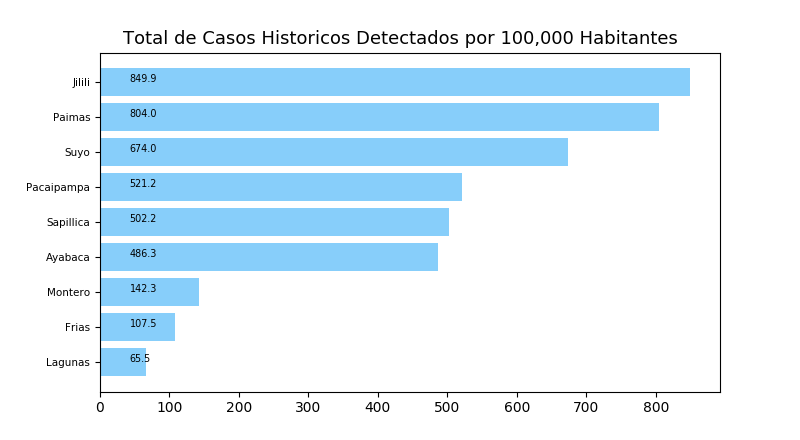 Total de Casos Historicos Detectados por 100,000 Habitantes
Jilili 849.9
Paimas 804.0
Suyo 674.0
Pacaipampa 521.2
Sapillica 502.2
Ayabaca 486.3
Montero 142.3
Frias 107.5
Lagunas 65.5
0 100 200 300 400 500 600 700 800